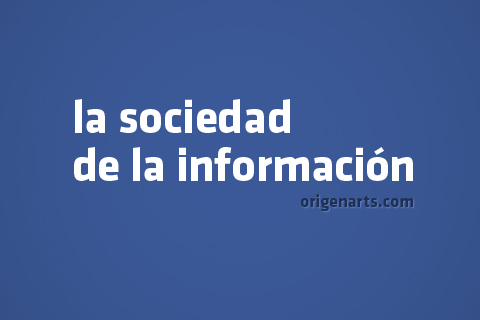 la sociedad
de la información
origenarts.com